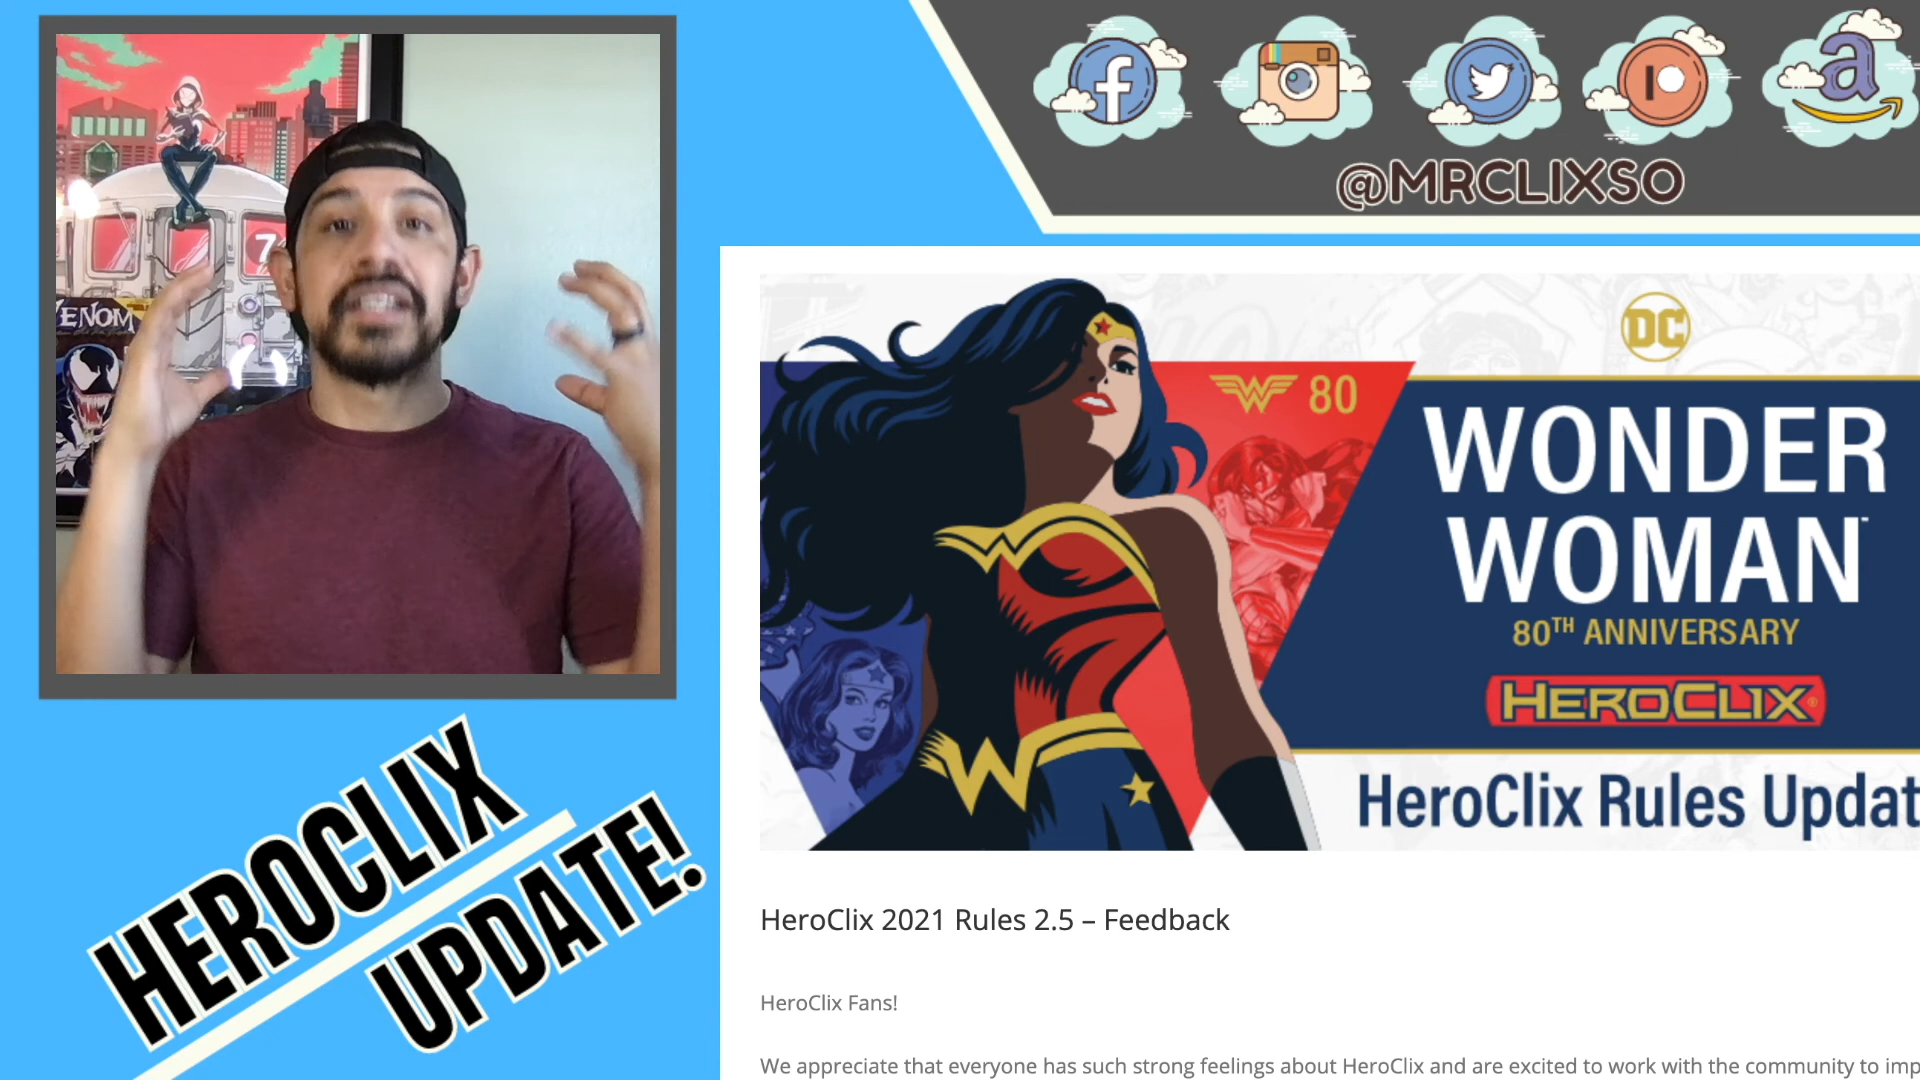 @MRCLIXSO
7
ENOM
DC
W 80
WONDER
WOMAN
80TH ANNIVERSARY
HEROCLIX
HeroClix Rules Updat
HEROCLIX
UPDATE!
HeroClix 2021 Rules 2.5 – Feedback
HeroClix Fans!
We appreciate that everyone has such strong feelings about HeroClix and are excited to work with the community to imp